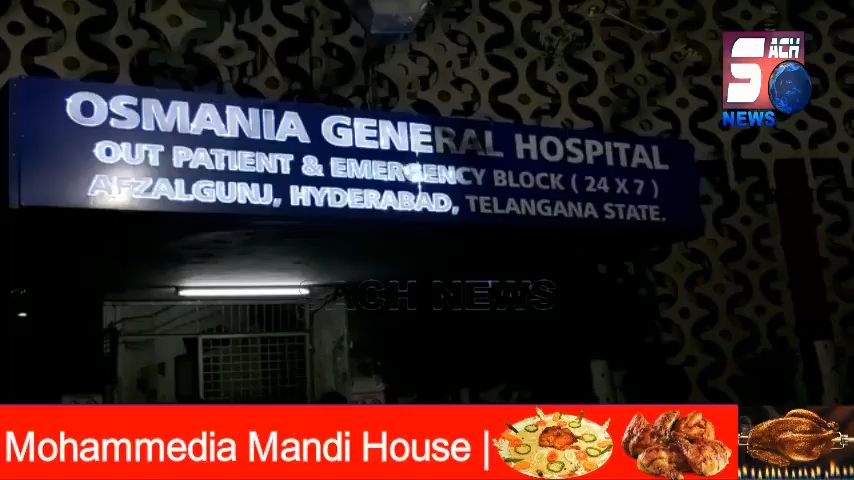 OSMANIA GENERAL HOSPITAL
OUT PATIENT & EMERGENCY BLOCK ( 24 X 7 )
AFZALGUNJ, HYDERABAD, TELANGANA STATE.
SACH
NEWS
SACH NEWS
Mohammedia Mandi House |